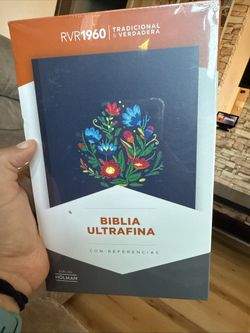 RVR1960 TRADICIONAL
& VERDADERA
BIBLIA
ULTRAFINA
CON REFERENCIAS
HOLMAN